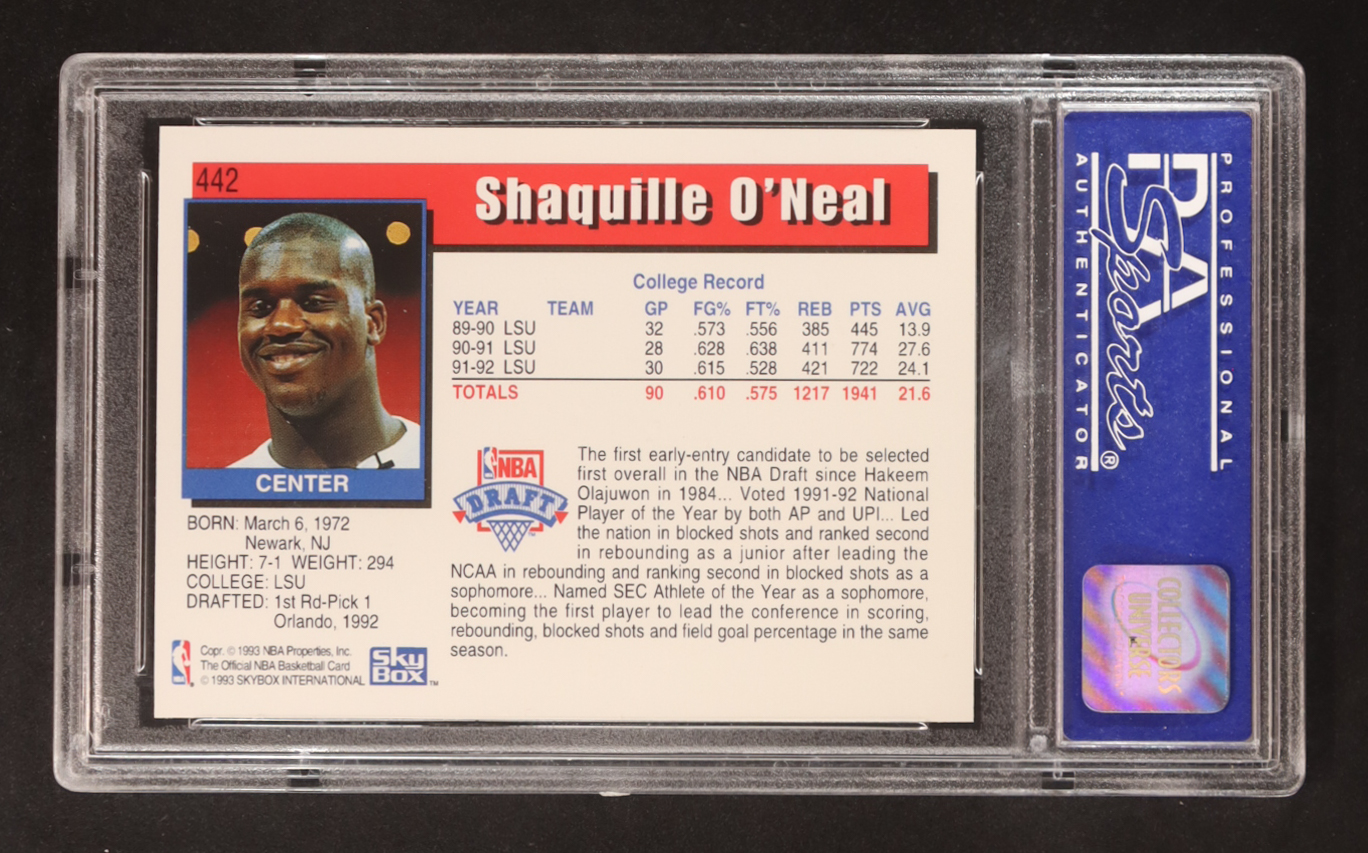 442
Shaquille O'Neal
CENTER
BORN: March 6, 1972
Newark, NJ
HEIGHT: 7-1 WEIGHT: 294
COLLEGE: LSU
DRAFTED: 1st Rd-Pick 1
Orlando, 1992
Copr. © 1993 NBA Properties, Inc.
The Official NBA Basketball Card
© 1993 SKYBOX INTERNATIONAL
Sky
Box™
College Record
YEAR TEAM GP FG% FT% REB PTS AVG
89-90 LSU 32 .573 .556 385 445 13.9
90-91 LSU 28 .628 .638 411 774 27.6
91-92 LSU 30 .615 .528 421 722 24.1
TOTALS 90 .610 .575 1217 1941 21.6
NBA
DRAFT
The first early-entry candidate to be selected
first overall in the NBA Draft since Hakeem
Olajuwon in 1984... Voted 1991-92 National
Player of the Year by both AP and UPI... Led
the nation in blocked shots and ranked second
in rebounding as a junior after leading the
NCAA in rebounding and ranking second in blocked shots as a
sophomore... Named SEC Athlete of the Year as a sophomore,
becoming the first player to lead the conference in scoring,
rebounding, blocked shots and field goal percentage in the same
season.
PROFESSIONAL
PSA
Sports®
AUTHENTICATOR
COLLECTORS
UNIVERSE